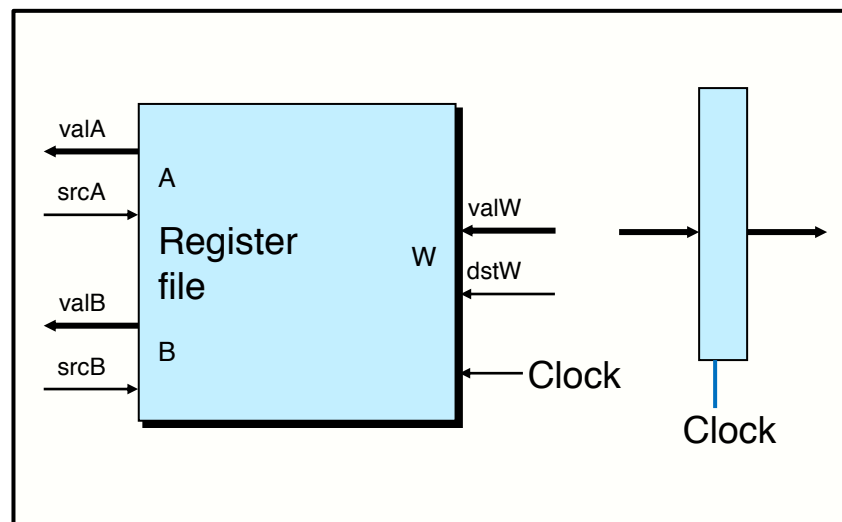 valA
A
srcA
Register
file
valB
B
srcB
valW
W
dstW
Clock
Clock